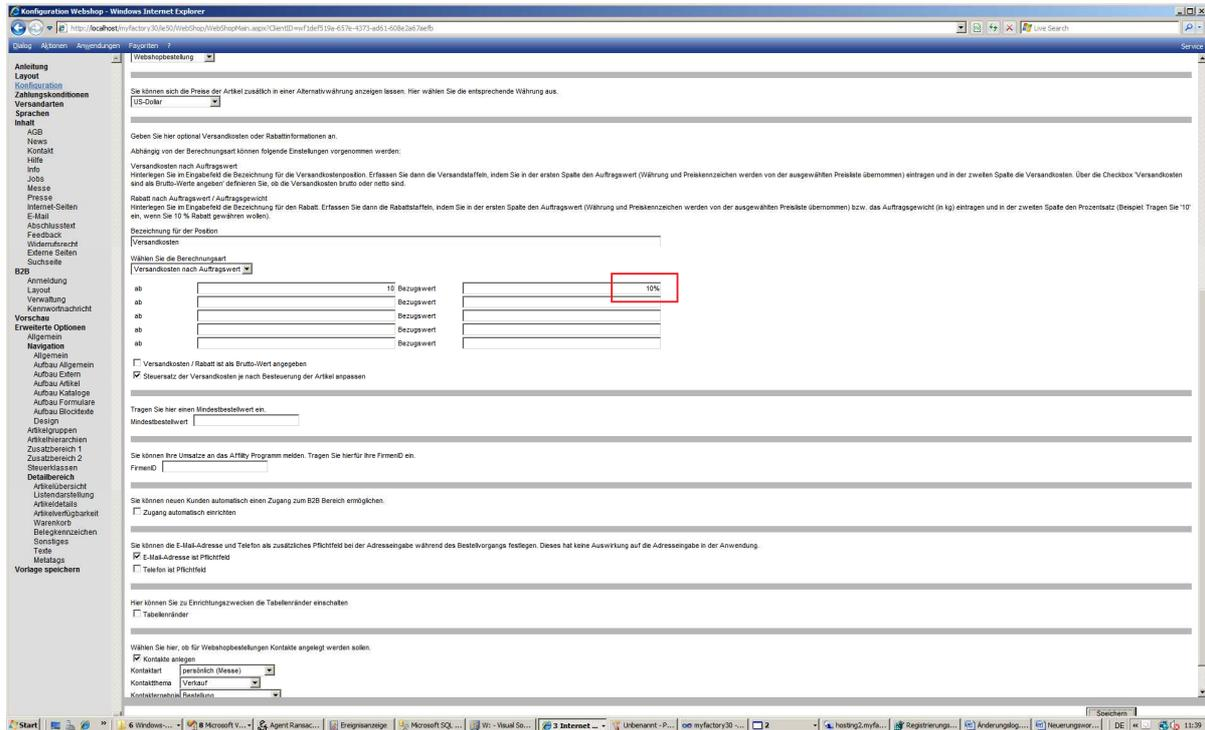 Konfiguration Webshop - Windows Internet Explorer
http://localhost/myfactory30/ie50/WebShop/WebShopMain.aspx?ClientID=wf1def519a-657e-4373-ad61-608e2a67aefb
Live Search
Dialog Aktionen Anwendungen Favoriten ?
Service
Anleitung
Layout
Konfiguration
Zahlungskonditionen
Versandarten
Sprachen
Inhalt
AGB
News
Kontakt
Hilfe
Info
Jobs
Messe
Presse
Internet-Seiten
E-Mail
Abschlusstext
Feedback
Widerrufsrecht
Externe Seiten
Suchseite
B2B
Anmeldung
Layout
Verwaltung
Kennwortnachricht
Vorschau
Erweiterte Optionen
Allgemein
Navigation
Allgemein
Aufbau Allgemein
Aufbau Extern
Aufbau Artikel
Aufbau Kataloge
Aufbau Formulare
Aufbau Blocktexte
Design
Artikelgruppen
Artikelhierarchien
Zusatzbereich 1
Zusatzbereich 2
Steuerklassen
Detailbereich
Artikelübersicht
Listendarstellung
Artikeldetails
Artikelverfügbarkeit
Warenkorb
Belegkennzeichen
Sonstiges
Texte
Metatags
Vorlage speichern
Webshopbestellung
Sie können sich die Preise der Artikel zusätlich in einer Alternativwährung anzeigen lassen. Hier wählen Sie die entsprechende Währung aus.
US-Dollar
Geben Sie hier optional Versandkosten oder Rabattinformationen an.
Abhängig von der Berechnungsart können folgende Einstellungen vorgenommen werden:
Versandkosten nach Auftragswert
Hinterlegen Sie im Eingabefeld die Bezeichnung für die Versandkostenposition. Erfassen Sie dann die Versandstaffeln, indem Sie in der ersten Spalte den Auftragswert (Währung und Preiskennzeichen werden von der ausgewählten Preisliste übernommen) eintragen und in der zweiten Spalte die Versandkosten. Über die Checkbox 'Versandkosten
sind als Brutto-Werte angeben' definieren Sie, ob die Versandkosten brutto oder netto sind.
Rabatt nach Auftragswert / Auftragsgewicht
Hinterlegen Sie im Eingabefeld die Bezeichnung für den Rabatt. Erfassen Sie dann die Rabattstaffeln, indem Sie in der ersten Spalte den Auftragswert (Währung und Preiskennzeichen werden von der ausgewählten Preisliste übernommen) bzw. das Auftragsgewicht (in kg) eintragen und in der zweiten Spalte den Prozentsatz (Beispiel: Tragen Sie '10'
ein, wenn Sie 10 % Rabatt gewähren wollen).
Bezeichnung für der Position
Versandkosten
Wählen Sie die Berechnungsart
Versandkosten nach Auftragswert
ab 10 Bezugswert 10%
ab Bezugswert
ab Bezugswert
ab Bezugswert
ab Bezugswert
Versandkosten / Rabatt ist als Brutto-Wert angegeben
Steuersatz der Versandkosten je nach Besteuerung der Artikel anpassen
Tragen Sie hier einen Mindestbestellwert ein.
Mindestbestellwert
Sie können Ihre Umsatze an das Affility Programm melden. Tragen Sie hierfür Ihre FirmenID ein.
FirmenID
Sie können neuen Kunden automatisch einen Zugang zum B2B Bereich ermöglichen.
Zugang automatisch einrichten
Sie können die E-Mail-Adresse und Telefon als zusätzliches Pflichtfeld bei der Adresseingabe während des Bestellvorgangs festlegen. Dieses hat keine Auswirkung auf die Adresseingabe in der Anwendung.
E-Mail-Adresse ist Pflichtfeld
Telefon ist Pflichtfeld
Hier können Sie zu Einrichtungszwecken die Tabellenränder einschalten
Tabellenränder
Wählen Sie hier, ob für Webshopbestellungen Kontakte angelegt werden sollen.
Kontakte anlegen
Kontaktart persönlich (Messe)
Kontaktthema Verkauf
Kontaktergebnis Bestellung
Speichern
Start 6 Windows-... 8 Microsoft V... Agent Ransac... Ereignisanzeige Microsoft SQL ... W: - Visual So... 3 Internet ... Unbenannt - P... myfactory30 -... 2 hosting2.myfa... Registrierungs... Änderungslog.... Neuerungswor... DE 11:39